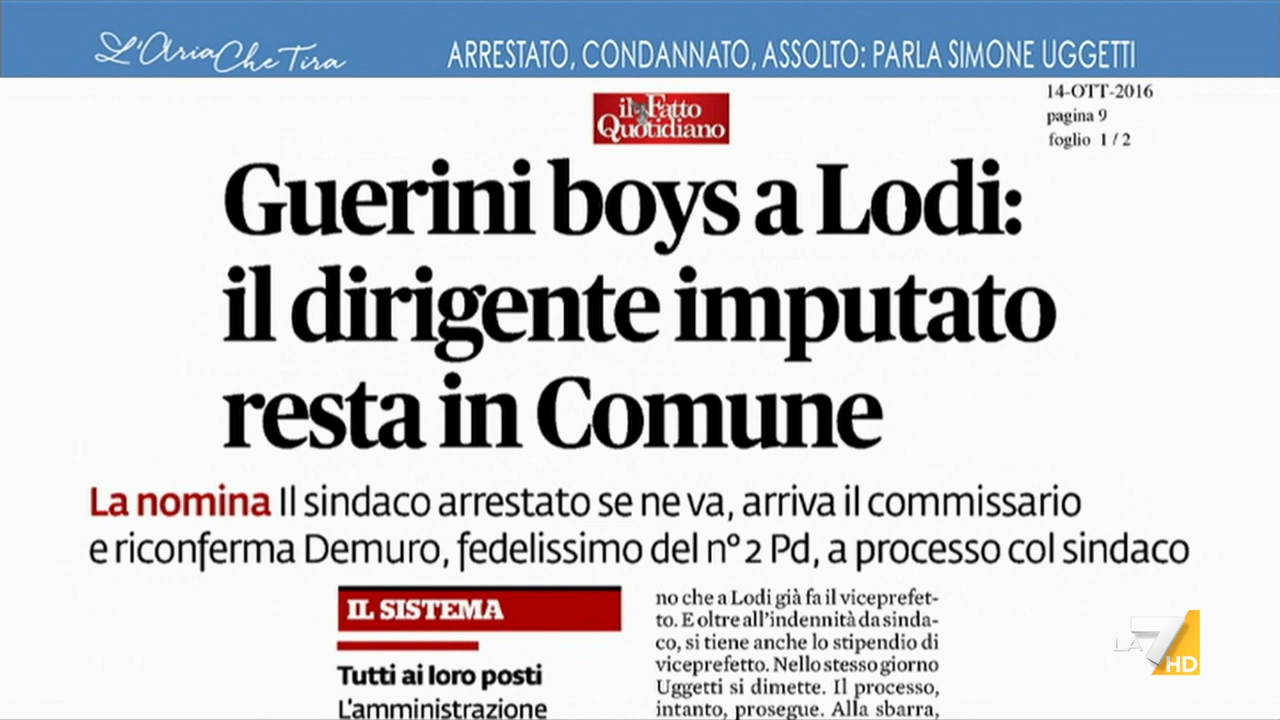 L'Aria Che Tira
ARRESTATO, CONDANNATO, ASSOLTO: PARLA SIMONE UGGETTI
14-OTT-2016
pagina 9
foglio 1 / 2
il Fatto
Quotidiano
Guerini boys a Lodi:
il dirigente imputato
resta in Comune
La nomina Il sindaco arrestato se ne va, arriva il commissario
e riconferma Demuro, fedelissimo del n° 2 Pd, a processo col sindaco
IL SISTEMA
Tutti ai loro posti
L'amministrazione
no che a Lodi già fa il viceprefet-
to. E oltre all'indennità da sinda-
co, si tiene anche lo stipendio di
viceprefetto. Nello stesso giorno
Uggetti si dimette. Il processo,
intanto, prosegue. Alla sbarra,
LA 7 HD